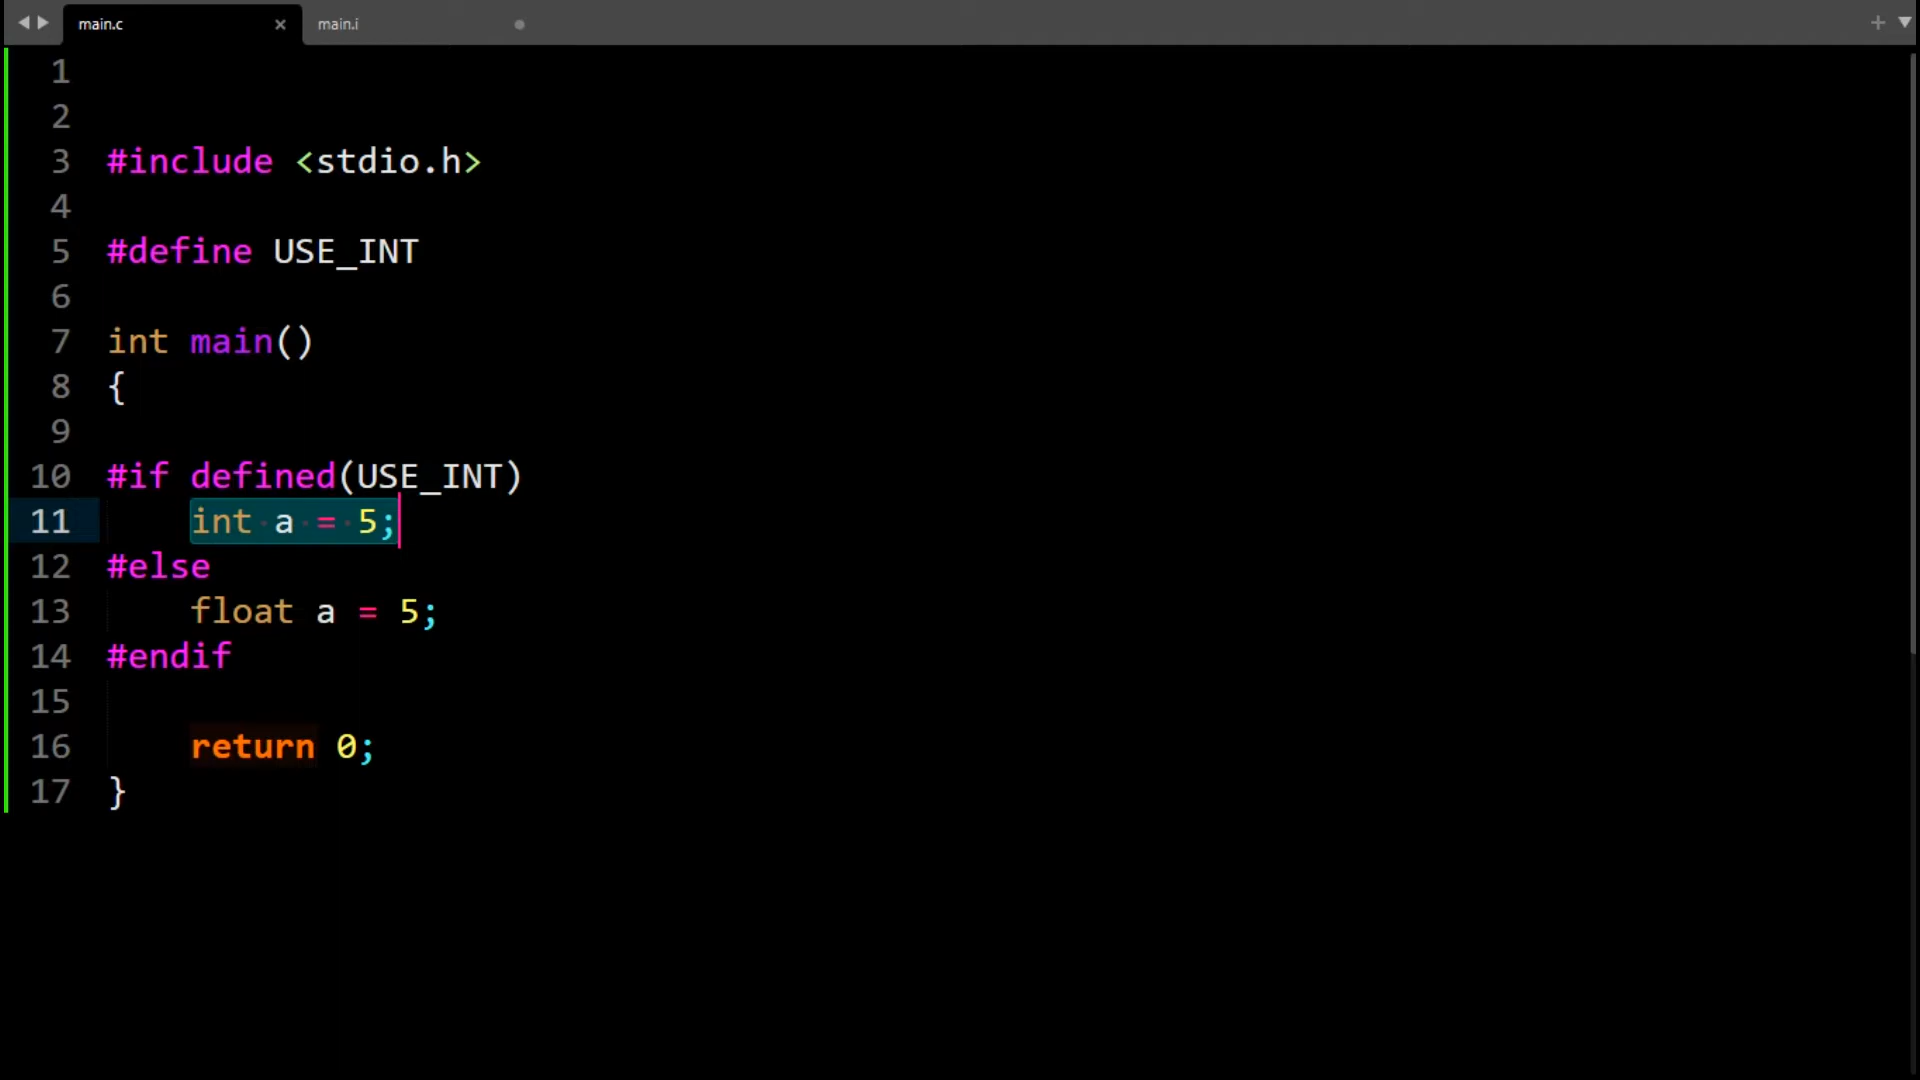 main.c × main.i
1
2
3 #include <stdio.h>
4
5 #define USE_INT
6
7 int main()
8 {
9
10 #if defined(USE_INT)
11 int a = 5;
12 #else
13 float a = 5;
14 #endif
15
16 return 0;
17 }